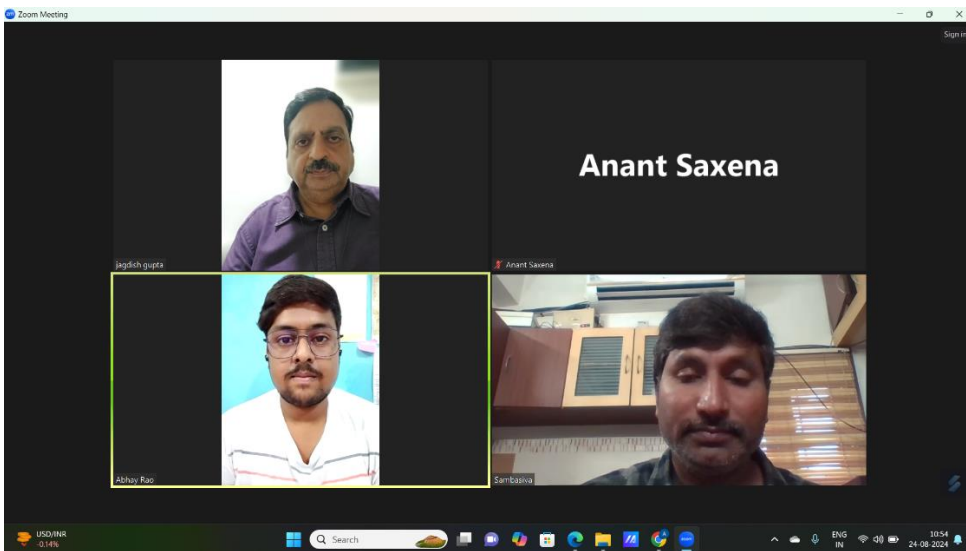 Zoom Meeting
Sign in
Anant Saxena
jagdish gupta
Anant Saxena
Abhay Rao
Sambasiva
USD/INR
-0.14%
Search
ENG
IN
10:54
24-08-2024